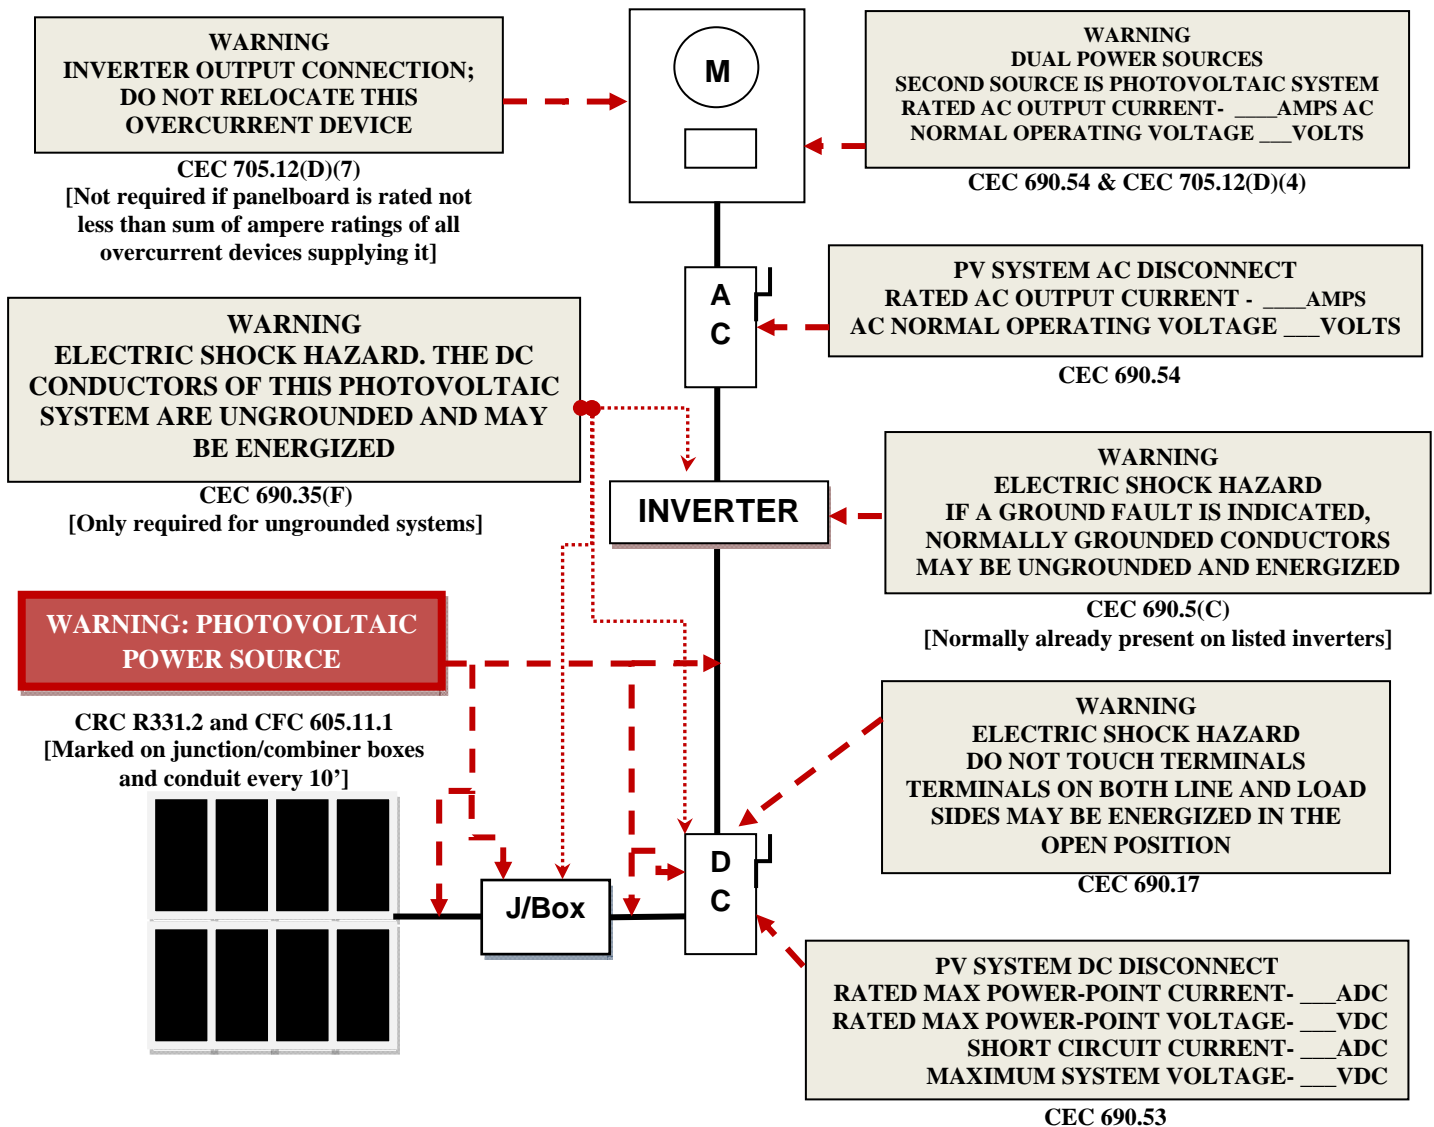 WARNING
INVERTER OUTPUT CONNECTION;
DO NOT RELOCATE THIS
OVERCURRENT DEVICE
CEC 705.12(D)(7)
[Not required if panelboard is rated not
less than sum of ampere ratings of all
overcurrent devices supplying it]
M
WARNING
DUAL POWER SOURCES
SECOND SOURCE IS PHOTOVOLTAIC SYSTEM
RATED AC OUTPUT CURRENT- ____AMPS AC
NORMAL OPERATING VOLTAGE ___VOLTS
CEC 690.54 & CEC 705.12(D)(4)
A
C
PV SYSTEM AC DISCONNECT
RATED AC OUTPUT CURRENT - ____AMPS
AC NORMAL OPERATING VOLTAGE ___VOLTS
CEC 690.54
WARNING
ELECTRIC SHOCK HAZARD. THE DC
CONDUCTORS OF THIS PHOTOVOLTAIC
SYSTEM ARE UNGROUNDED AND MAY
BE ENERGIZED
CEC 690.35(F)
[Only required for ungrounded systems]
INVERTER
WARNING
ELECTRIC SHOCK HAZARD
IF A GROUND FAULT IS INDICATED,
NORMALLY GROUNDED CONDUCTORS
MAY BE UNGROUNDED AND ENERGIZED
CEC 690.5(C)
[Normally already present on listed inverters]
WARNING: PHOTOVOLTAIC
POWER SOURCE
CRC R331.2 and CFC 605.11.1
[Marked on junction/combiner boxes
and conduit every 10’]
WARNING
ELECTRIC SHOCK HAZARD
DO NOT TOUCH TERMINALS
TERMINALS ON BOTH LINE AND LOAD
SIDES MAY BE ENERGIZED IN THE
OPEN POSITION
CEC 690.17
J/Box
D
C
PV SYSTEM DC DISCONNECT
RATED MAX POWER-POINT CURRENT- ___ADC
RATED MAX POWER-POINT VOLTAGE- ___VDC
SHORT CIRCUIT CURRENT- ___ADC
MAXIMUM SYSTEM VOLTAGE- ___VDC
CEC 690.53